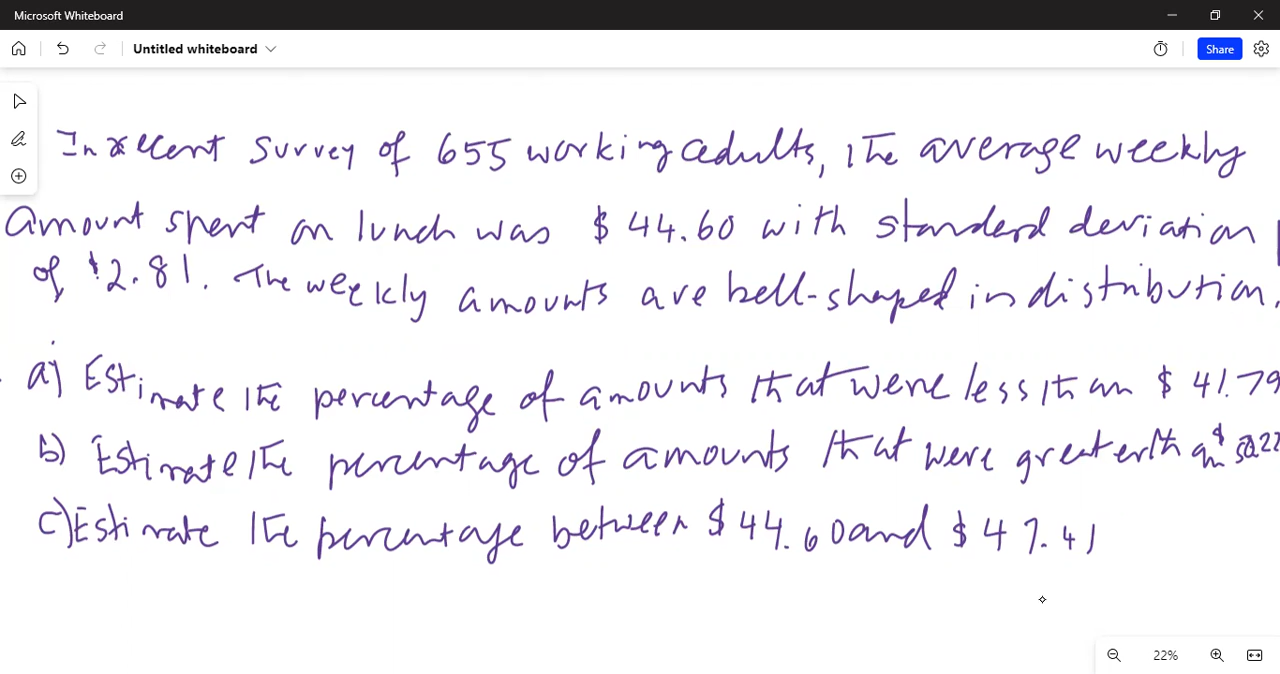 Microsoft Whiteboard
Untitled whiteboard
Share
In recent survey of 655 working adults, the average weekly
amount spent on lunch was $ 44.60 with standard deviation
of $2.81. The weekly amounts are bell-shaped in distribution.
a) Estimate the percentage of amounts that were less than $ 41.79
b) Estimate the percentage of amounts that were greater than $50.22
c) Estimate the percentage between $ 44.60 and $ 47.41
22%